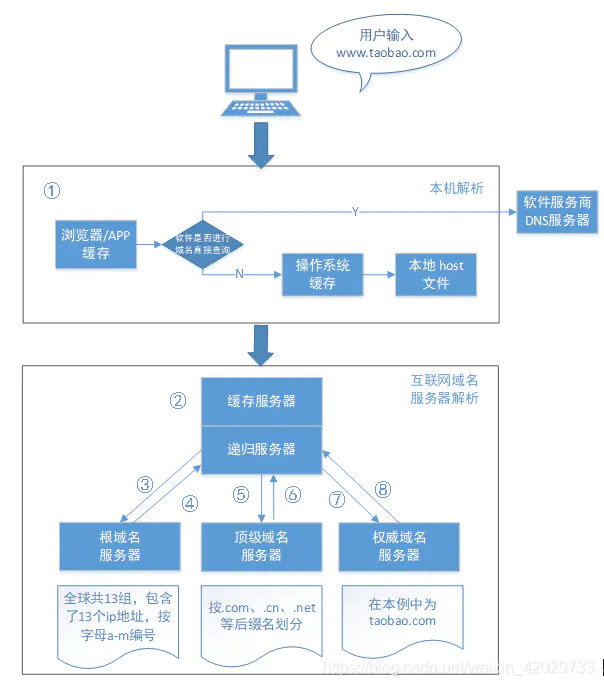 用户输入
www.taobao.com
①
本机解析
浏览器/APP
缓存
软件是否进行
域名直接查询
Y
N
软件服务商
DNS服务器
操作系统
缓存
本地 host
文件
互联网域名
服务器解析
②
缓存服务器
递归服务器
③
④
⑤
⑥
⑦
⑧
根域名
服务器
顶级域名
服务器
权威域名
服务器
全球共13组，包含
了13个ip地址，按
字母a-m编号
按.com、.cn、.net
等后缀名划分
在本例中为
taobao.com
https://blog.csdn.net/weixin_42029733